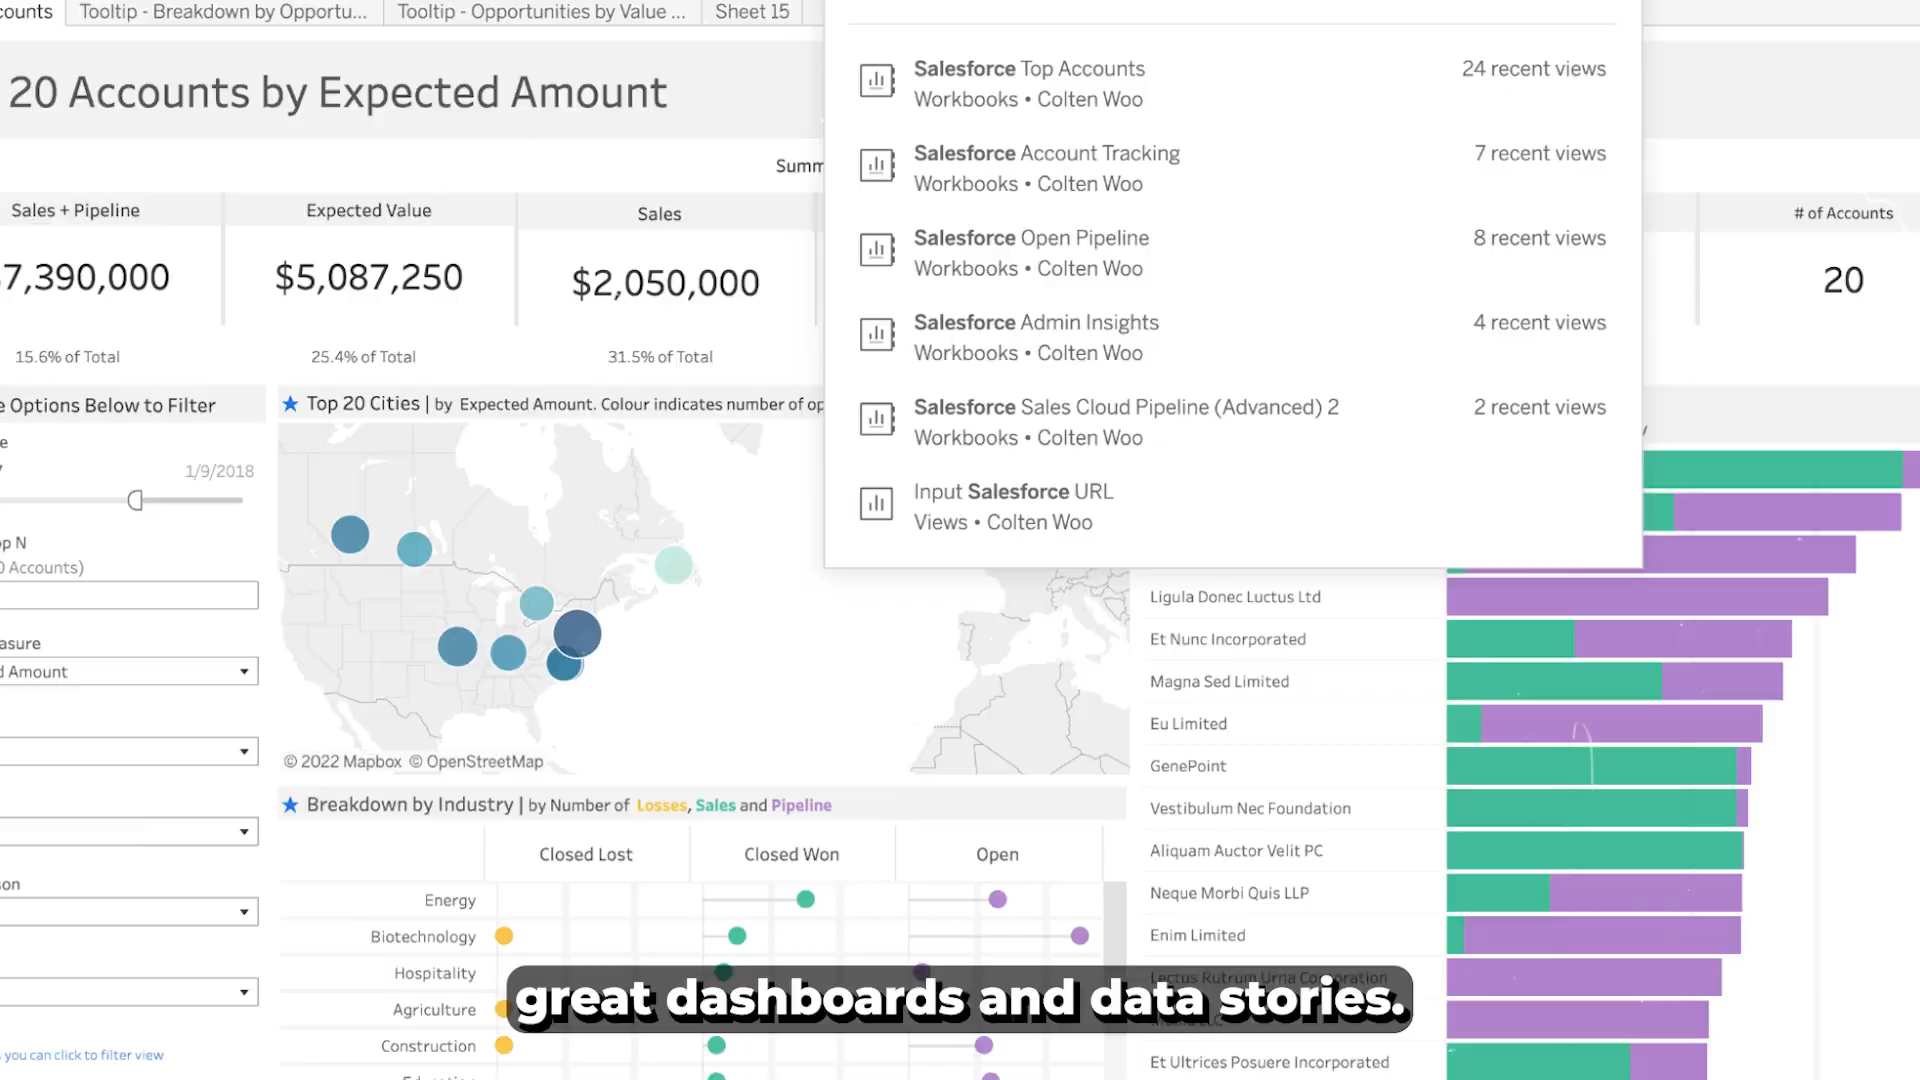 counts
Tooltip - Breakdown by Opportu...
Tooltip - Opportunities by Value ...
Sheet 15
20 Accounts by Expected Amount
Summ
Sales + Pipeline
Expected Value
Sales
# of Accounts
7,390,000
$5,087,250
$2,050,000
20
15.6% of Total
25.4% of Total
31.5% of Total
Salesforce Top Accounts
24 recent views
Workbooks • Colten Woo
Salesforce Account Tracking
7 recent views
Workbooks • Colten Woo
Salesforce Open Pipeline
8 recent views
Workbooks • Colten Woo
Salesforce Admin Insights
4 recent views
Workbooks • Colten Woo
Salesforce Sales Cloud Pipeline (Advanced) 2
2 recent views
Workbooks • Colten Woo
Input Salesforce URL
Views • Colten Woo
e Options Below to Filter
e
1/9/2018
op N
0 Accounts)
asure
d Amount
son
s you can click to filter view
★ Top 20 Cities | by Expected Amount. Colour indicates number of op
© 2022 Mapbox © OpenStreetMap
★ Breakdown by Industry | by Number of Losses, Sales and Pipeline
Closed Lost
Closed Won
Open
Energy
Biotechnology
Hospitality
Agriculture
Construction
Ligula Donec Luctus Ltd
Et Nunc Incorporated
Magna Sed Limited
Eu Limited
GenePoint
Vestibulum Nec Foundation
Aliquam Auctor Velit PC
Neque Morbi Quis LLP
Enim Limited
Lectus Rutrum Urna Corporation
Et Ultrices Posuere Incorporated
great dashboards and data stories.